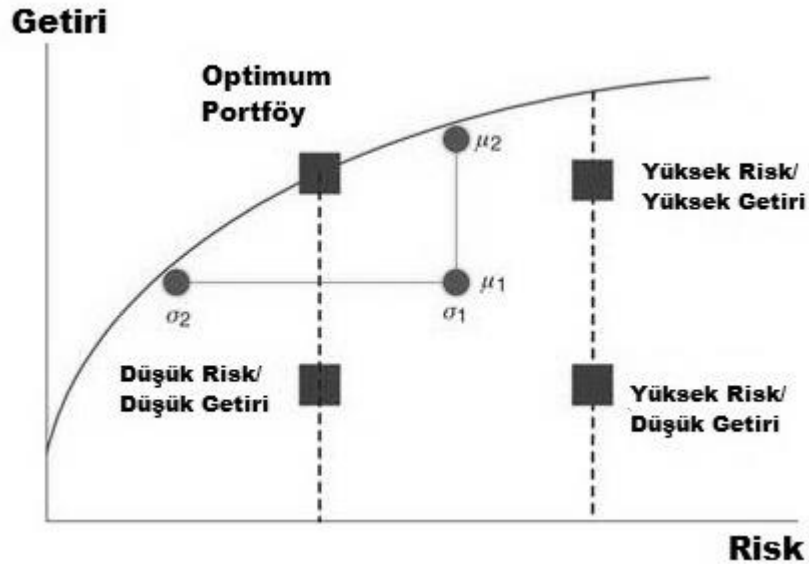 Getiri
Optimum
Portföy
μ2
Yüksek Risk/
Yüksek Getiri
μ1
σ2
σ1
Düşük Risk/
Düşük Getiri
Yüksek Risk/
Düşük Getiri
Risk